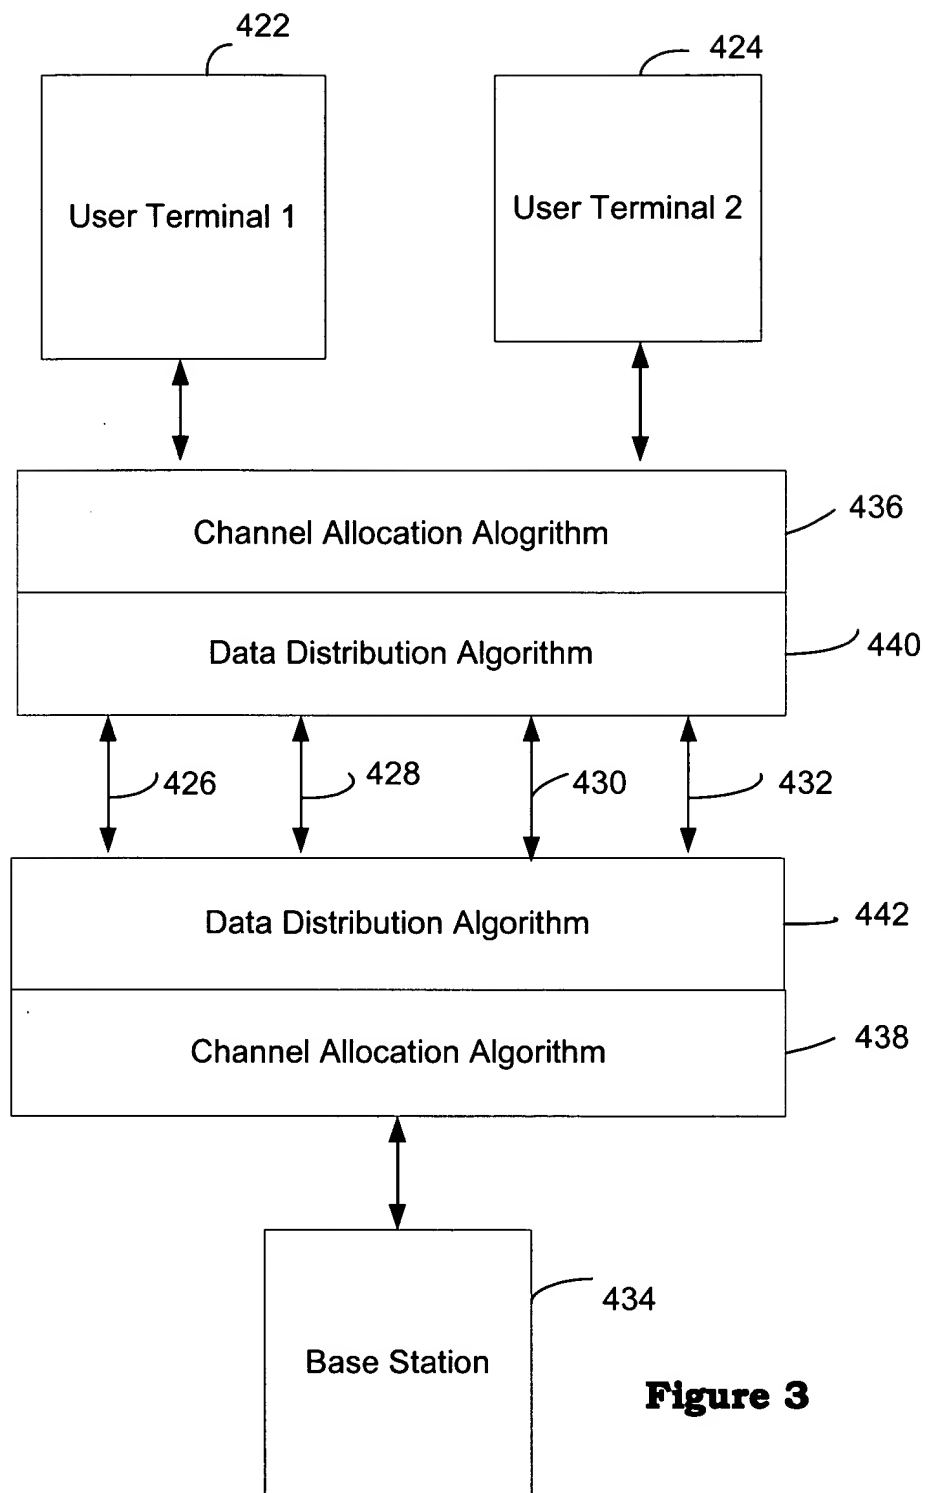 422
424
User Terminal 1
User Terminal 2
Channel Allocation Alogrithm
436
Data Distribution Algorithm
440
426
428
430
432
Data Distribution Algorithm
442
Channel Allocation Algorithm
438
434
Base Station
Figure 3